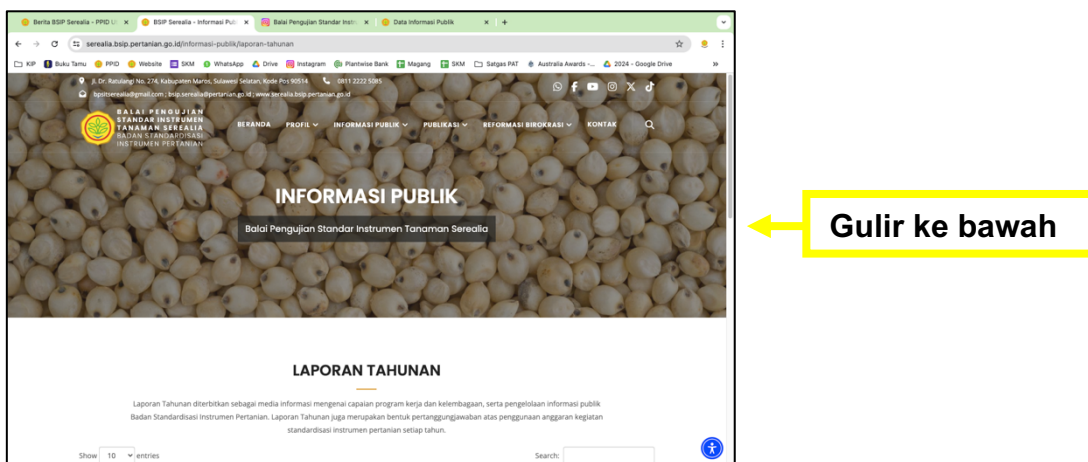 Berita BSIP Serealia - PPID U
BSIP Serealia - Informasi Pub
Balai Pengujian Standar Instr
Data Informasi Publik
serealia.bsip.pertanian.go.id/informasi-publik/laporan-tahunan
KIP Buku Tamu PPID Website SKM WhatsApp Drive Instagram Plantwise Bank Magang SKM Satgas PAT Australia Awards -... 2024 - Google Drive »
Jl. Dr. Ratulangi No. 274, Kabupaten Maros, Sulawesi Selatan, Kode Pos 90514 0811 2222 5085
bpsitserealia@gmail.com ; bsip.serealia@pertanian.go.id ; www.serealia.bsip.pertanian.go.id
BALAI PENGUJIAN
STANDAR INSTRUMEN
TANAMAN SEREALIA
BADAN STANDARDISASI
INSTRUMEN PERTANIAN
BERANDA PROFIL INFORMASI PUBLIK PUBLIKASI REFORMASI BIROKRASI KONTAK
INFORMASI PUBLIK
Balai Pengujian Standar Instrumen Tanaman Serealia
Gulir ke bawah
LAPORAN TAHUNAN
Laporan Tahunan diterbitkan sebagai media informasi mengenai capaian program kerja dan kelembagaan, serta pengelolaan informasi publik
Badan Standardisasi Instrumen Pertanian. Laporan Tahunan juga merupakan bentuk pertanggungjawaban atas penggunaan anggaran kegiatan
standardisasi instrumen pertanian setiap tahun.
Show 10 entries
Search: